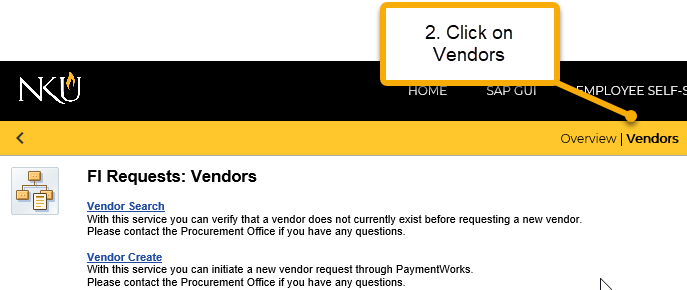 2. Click on
Vendors
NKU
HOME SAP GUI EMPLOYEE SELF-S
Overview | Vendors
FI Requests: Vendors
Vendor Search
With this service you can verify that a vendor does not currently exist before requesting a new vendor.
Please contact the Procurement Office if you have any questions.
Vendor Create
With this service you can initiate a new vendor request through PaymentWorks.
Please contact the Procurement Office if you have any questions.